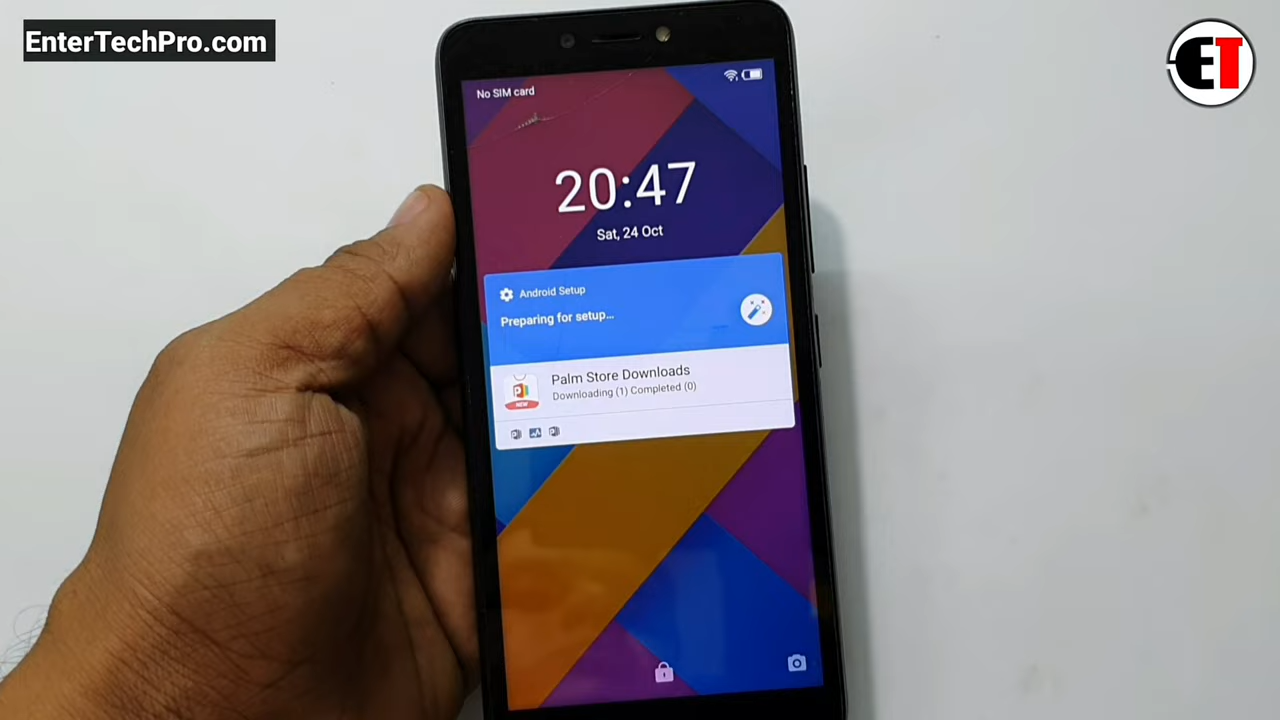 EnterTechPro.com
ET
No SIM card
20:47
Sat, 24 Oct
Android Setup
Preparing for setup...
Palm Store Downloads
Downloading (1) Completed (0)
NEW